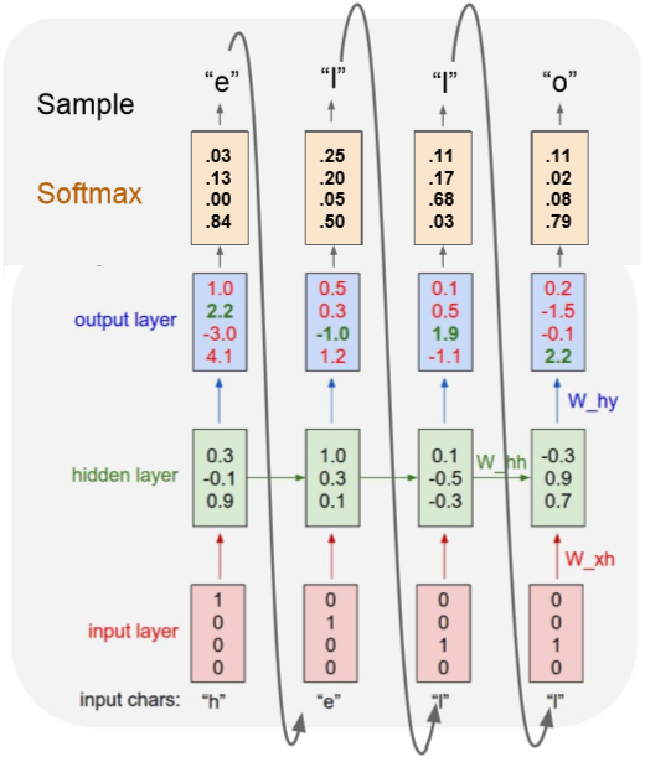 “e” “l” “l” “o”
Sample
.03 .25 .11 .11
.13 .20 .17 .02
.00 .05 .68 .08
.84 .50 .03 .79
Softmax
1.0 0.5 0.1 0.2
2.2 0.3 0.5 -1.5
-3.0 -1.0 1.9 -0.1
4.1 1.2 -1.1 2.2
output layer
W_hy
0.3 1.0 0.1 -0.3
-0.1 0.3 -0.5 0.9
0.9 0.1 -0.3 0.7
hidden layer
W_hh
W_xh
1 0 0 0
0 1 0 0
0 0 1 1
0 0 0 0
input layer
input chars: “h” “e” “l” “l”